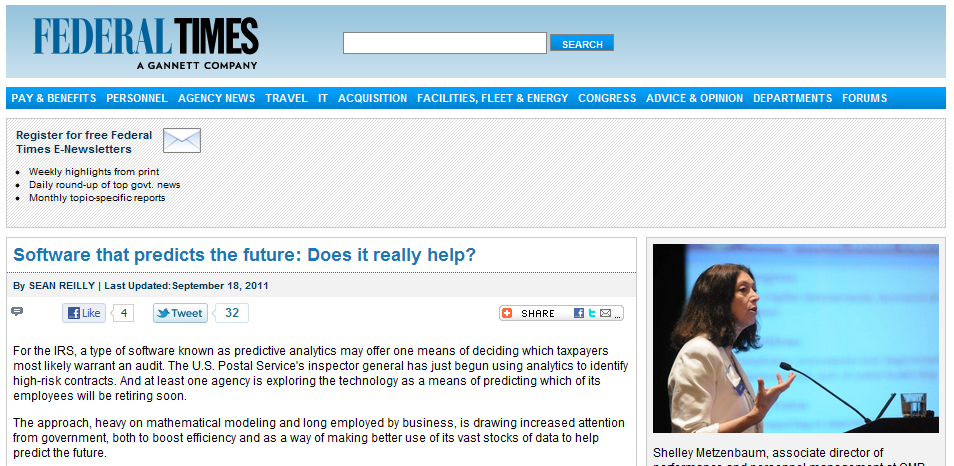 FEDERAL TIMES
A GANNETT COMPANY
SEARCH
PAY & BENEFITS PERSONNEL AGENCY NEWS TRAVEL IT ACQUISITION FACILITIES, FLEET & ENERGY CONGRESS ADVICE & OPINION DEPARTMENTS FORUMS
Register for free Federal
Times E-Newsletters
• Weekly highlights from print
• Daily round-up of top govt. news
• Monthly topic-specific reports
Software that predicts the future: Does it really help?
By SEAN REILLY | Last Updated:September 18, 2011
Like 4 Tweet 32 SHARE ...
For the IRS, a type of software known as predictive analytics may offer one means of deciding which taxpayers
most likely warrant an audit. The U.S. Postal Service's inspector general has just begun using analytics to identify
high-risk contracts. And at least one agency is exploring the technology as a means of predicting which of its
employees will be retiring soon.
The approach, heavy on mathematical modeling and long employed by business, is drawing increased attention
from government, both to boost efficiency and as a way of making better use of its vast stocks of data to help
predict the future.
Shelley Metzenbaum, associate director of
performance and personnel management at OMB